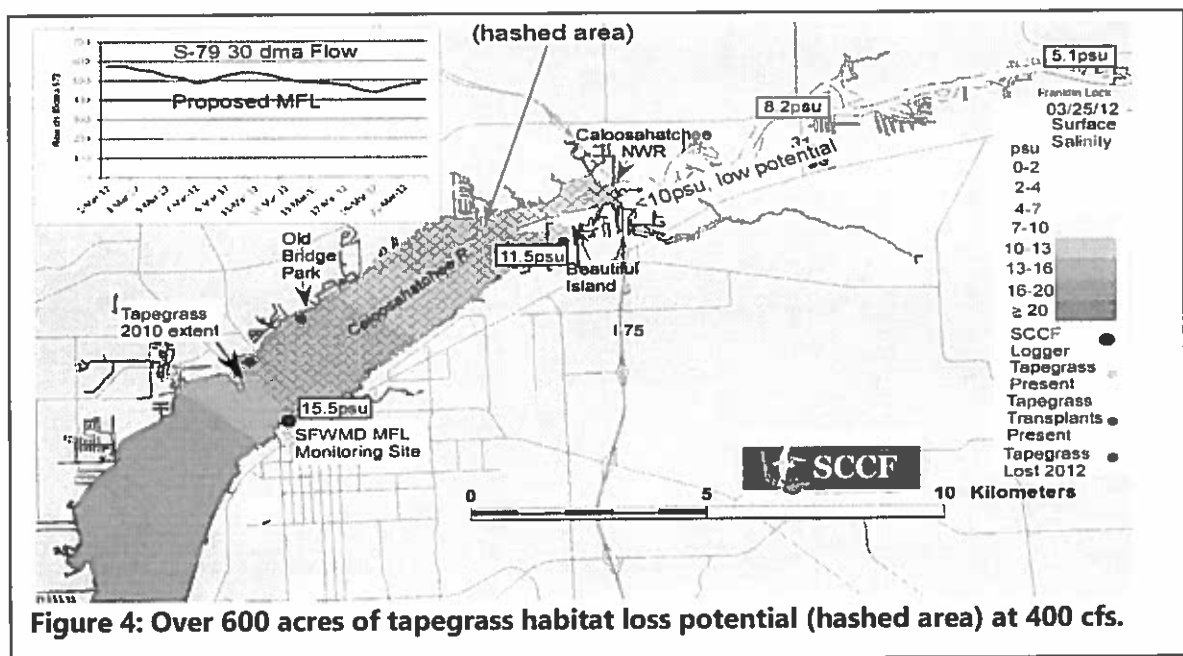 S-79 30 dma Flow
Proposed MFL
(hashed area)
5.1psu
Franklin Lock
03/25/12
Surface
Salinity
8.2psu
Caloosahatchee
NWR
<10psu, low potential
psu
0-2
2-4
4-7
7-10
10-13
13-16
16-20
≥ 20
SCCF
Logger
Tapegrass
Present
Tapegrass
Transplants
Present
Tapegrass
Lost 2012
Old
Bridge
Park
11.5psu
Beautiful
Island
Caloosahatchee R
Tapegrass
2010 extent
I-75
15.5psu
SFWMD MFL
Monitoring Site
SCCF
0 5 10 Kilometers
Figure 4: Over 600 acres of tapegrass habitat loss potential (hashed area) at 400 cfs.